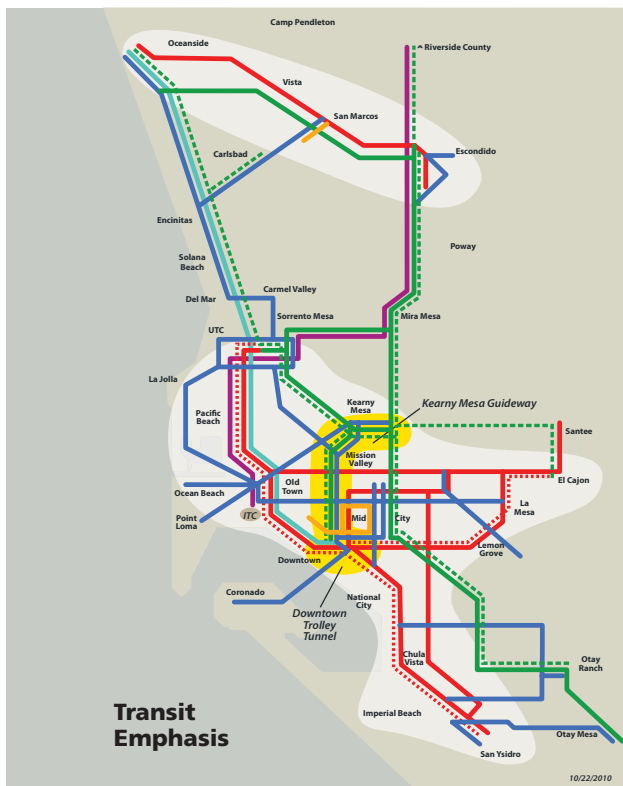 Camp Pendleton
Oceanside
^ Riverside County
Vista
San Marcos
Escondido
Carlsbad
Encinitas
Poway
Solana
Beach
Carmel Valley
Del Mar
Sorrento Mesa
Mira Mesa
UTC
La Jolla
Kearny
Mesa
Kearny Mesa Guideway
Pacific
Beach
Santee
Mission
Valley
El Cajon
Old
Town
Ocean Beach
La
Mesa
ITC
Mid
City
Point
Loma
Lemon
Grove
Downtown
Coronado
National
City
Downtown
Trolley
Tunnel
Chula
Vista
Otay
Ranch
Imperial Beach
Transit
Emphasis
Otay Mesa
San Ysidro
10/22/2010